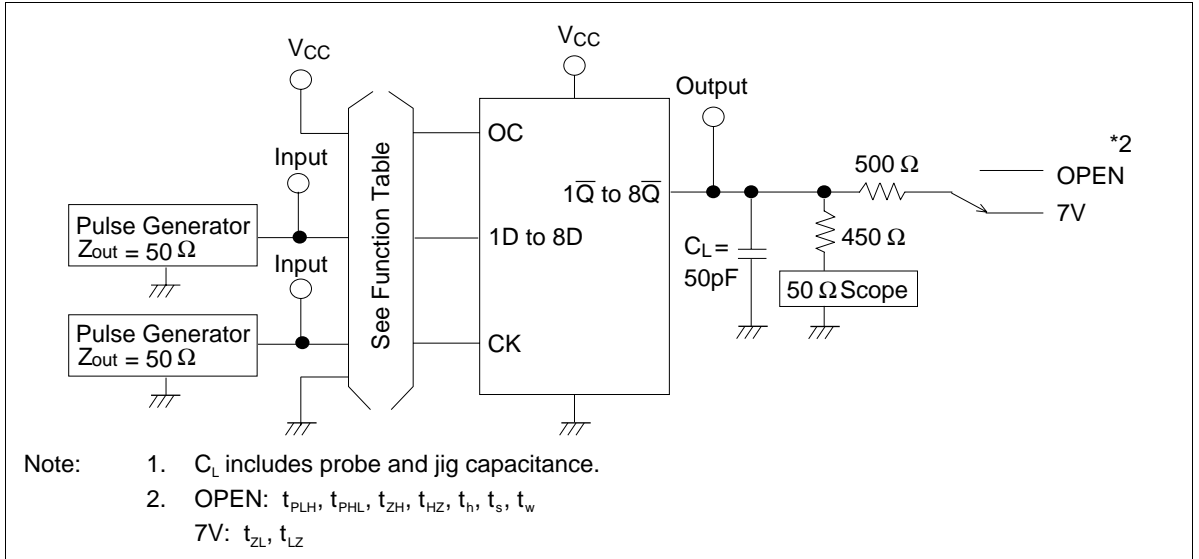 VCC
VCC
Output
*2
Input
See Function Table
OC
500 Ω
OPEN
1Q̅ to 8Q̅
7V
Pulse Generator
Zout = 50 Ω
1D to 8D
CL =
50pF
450 Ω
Input
50 Ω Scope
Pulse Generator
Zout = 50 Ω
CK
Note: 1. CL includes probe and jig capacitance.
2. OPEN: tPLH, tPHL, tZH, tHZ, th, ts, tw
7V: tZL, tLZ